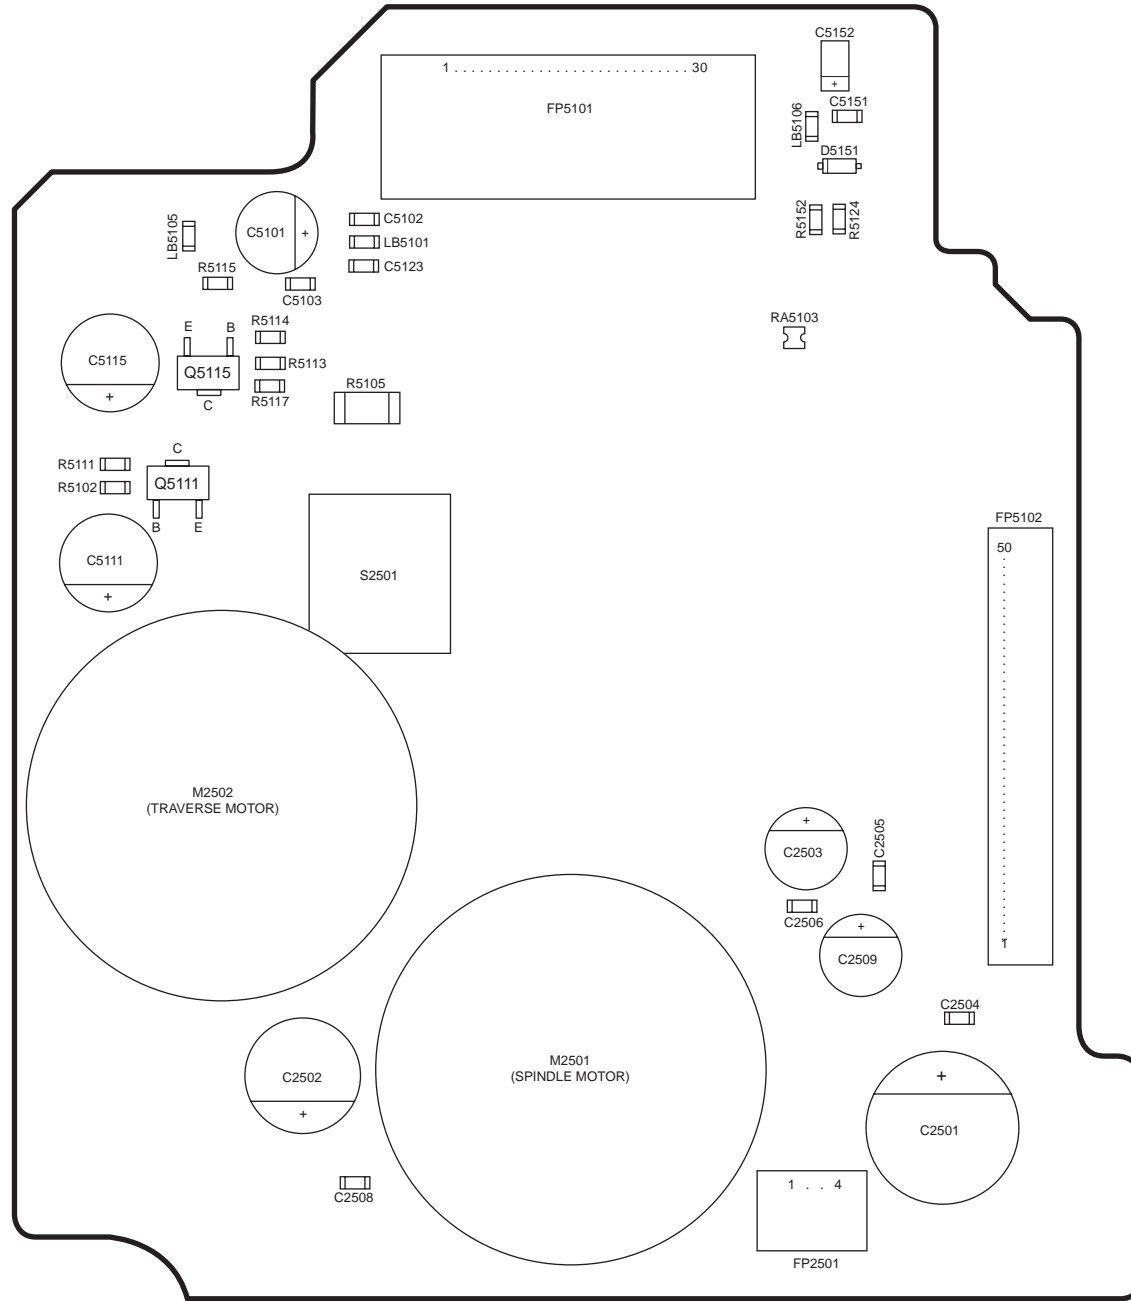 C5152
+
1 . . . . . . . . . . . . . . . . . . . . . . . . . . . . 30
FP5101
C5151
LB5106
D5151
R5152
R5124
LB5105
C5101
+
C5102
LB5101
C5123
R5115
C5103
RA5103
R5114
E B
C5115
Q5115
R5113
R5105
+
C
R5117
C
R5111
R5102
Q5111
B E
C5111
+
S2501
FP5102
50
1
M2502
(TRAVERSE MOTOR)
+
C2503
C2505
C2506
+
C2509
C2504
C2502
+
M2501
(SPINDLE MOTOR)
+
C2501
C2508
1 . . 4
FP2501